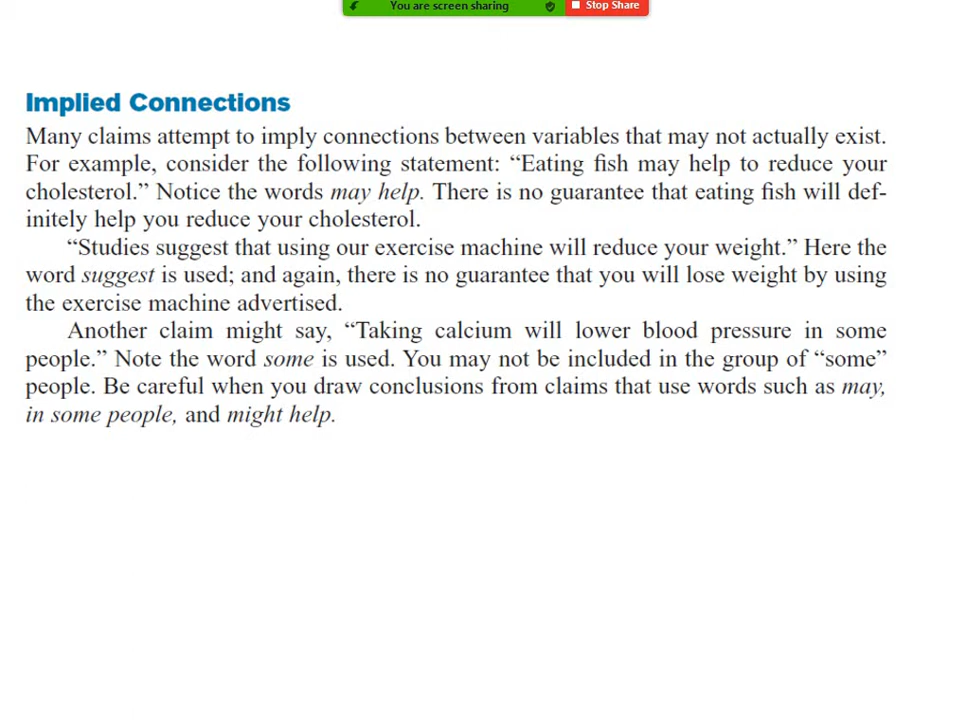 You are screen sharing Stop Share
Implied Connections
Many claims attempt to imply connections between variables that may not actually exist.
For example, consider the following statement: “Eating fish may help to reduce your
cholesterol.” Notice the words may help. There is no guarantee that eating fish will def-
initely help you reduce your cholesterol.
“Studies suggest that using our exercise machine will reduce your weight.” Here the
word suggest is used; and again, there is no guarantee that you will lose weight by using
the exercise machine advertised.
Another claim might say, “Taking calcium will lower blood pressure in some
people.” Note the word some is used. You may not be included in the group of “some”
people. Be careful when you draw conclusions from claims that use words such as may,
in some people, and might help.